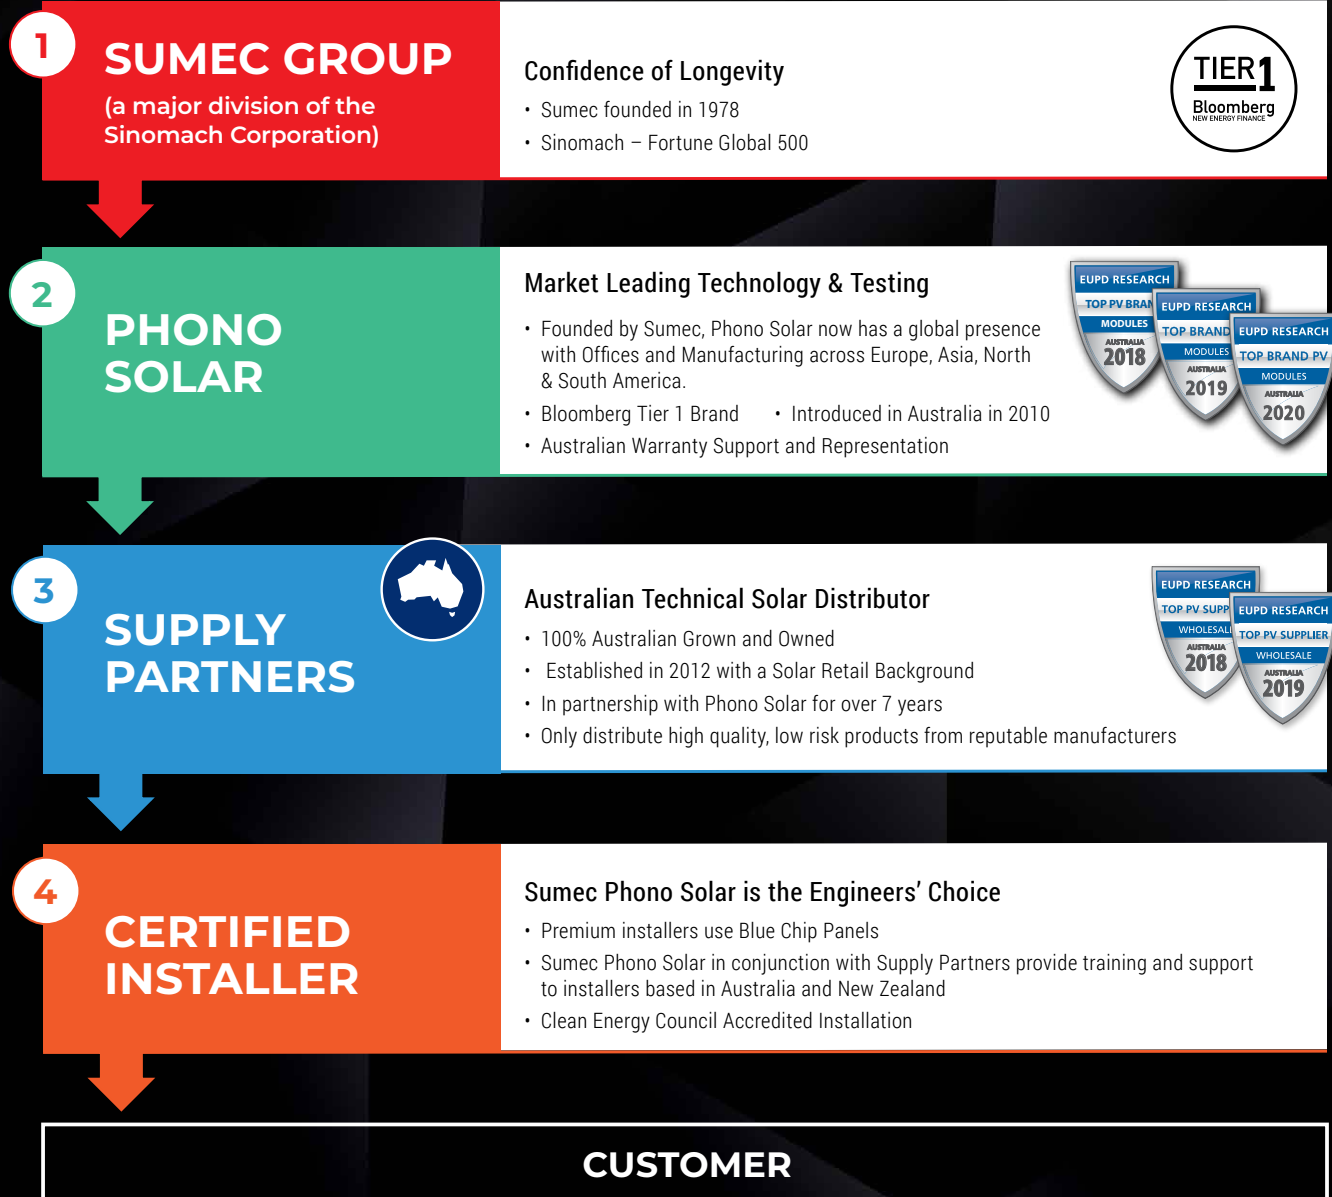 1
SUMEC GROUP
(a major division of the
Sinomach Corporation)
Confidence of Longevity
• Sumec founded in 1978
• Sinomach – Fortune Global 500
TIER 1
Bloomberg
NEW ENERGY FINANCE
2
PHONO
SOLAR
Market Leading Technology & Testing
• Founded by Sumec, Phono Solar now has a global presence
with Offices and Manufacturing across Europe, Asia, North
& South America.
• Bloomberg Tier 1 Brand • Introduced in Australia in 2010
• Australian Warranty Support and Representation
EUPD RESEARCH
TOP PV BRAN
MODULES
AUSTRALIA
2018
EUPD RESEARCH
TOP BRAND
MODULES
AUSTRALIA
2019
EUPD RESEARCH
TOP BRAND PV
MODULES
AUSTRALIA
2020
3
SUPPLY
PARTNERS
Australian Technical Solar Distributor
• 100% Australian Grown and Owned
• Established in 2012 with a Solar Retail Background
• In partnership with Phono Solar for over 7 years
• Only distribute high quality, low risk products from reputable manufacturers
EUPD RESEARCH
TOP PV SUPP
WHOLESAL
AUSTRALIA
2018
EUPD RESEARCH
TOP PV SUPPLIER
WHOLESALE
AUSTRALIA
2019
4
CERTIFIED
INSTALLER
Sumec Phono Solar is the Engineers’ Choice
• Premium installers use Blue Chip Panels
• Sumec Phono Solar in conjunction with Supply Partners provide training and support
to installers based in Australia and New Zealand
• Clean Energy Council Accredited Installation
CUSTOMER